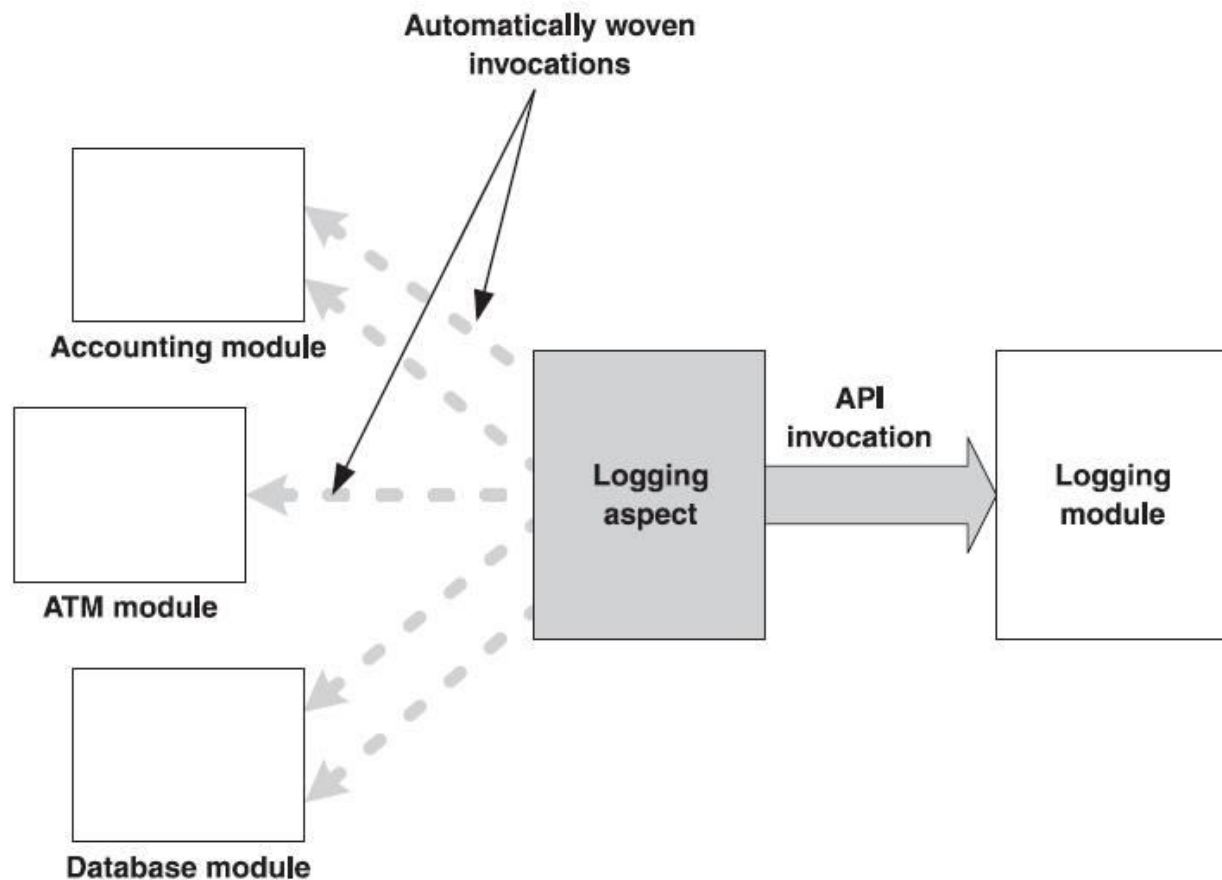 Automatically woven
invocations
Accounting module
API
invocation
Logging
aspect
Logging
module
ATM module
Database module